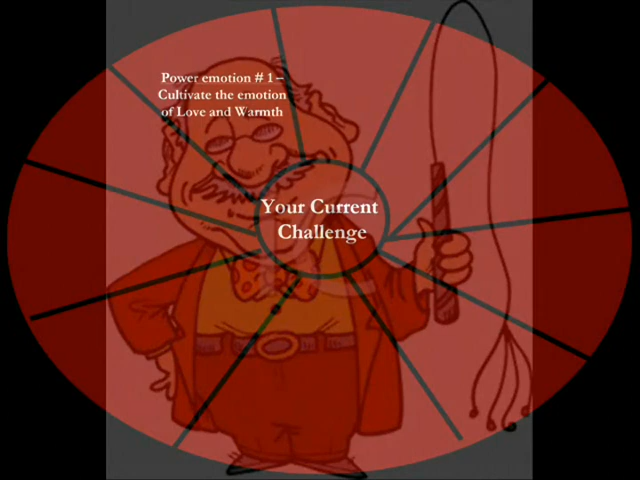 Power emotion # 1 –
Cultivate the emotion
of Love and Warmth
Your Current
Challenge